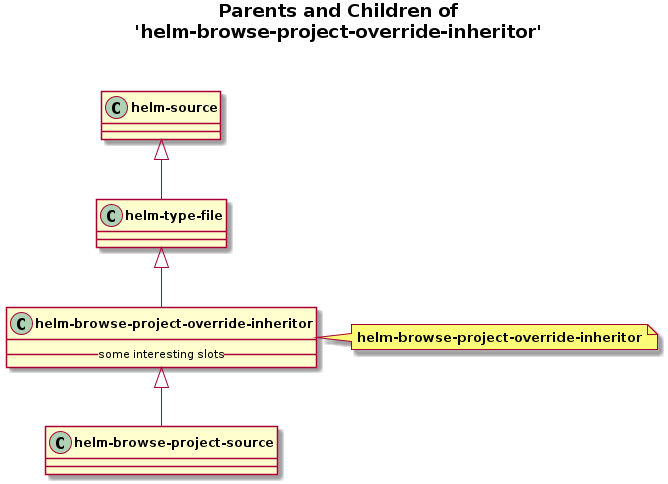 Parents and Children of
'helm-browse-project-override-inheritor'
C helm-source
C helm-type-file
C helm-browse-project-override-inheritor
some interesting slots
helm-browse-project-override-inheritor
C helm-browse-project-source